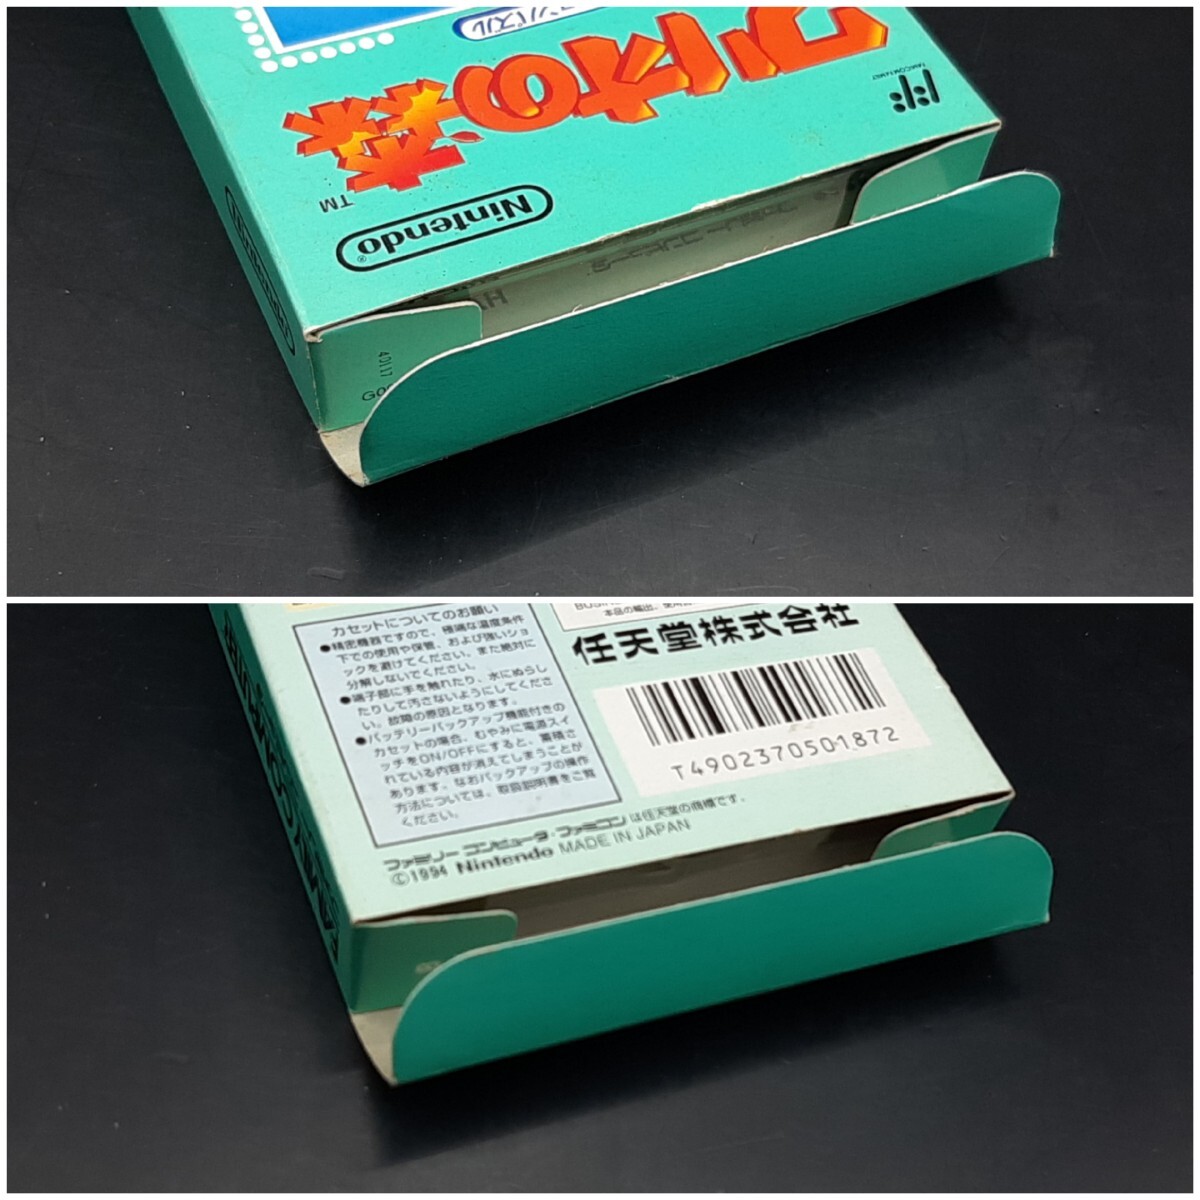 ワリオの森
TM
Nintendo®
40117
カセットについてのお願い
●精密機器ですので、極端な温度条件
下での使用や保管、および強いショ
ックを避けてください。また絶対に
分解しないでください。
●端子部に手を触れたり、水にぬらし
たりして汚さないようにしてくださ
い。故障の原因となります。
●バッテリーバックアップ機能付きの
カセットの場合、むやみに電源スイ
ッチをON/OFFにすると、蓄積さ
れている内容が消えてしまうことが
あります。なおバックアップの操作
方法については、取扱説明書をご覧
ください。
任天堂株式会社
T4902370501872
ファミリーコンピュータ・ファミコンは任天堂の商標です。
©1994 Nintendo MADE IN JAPAN